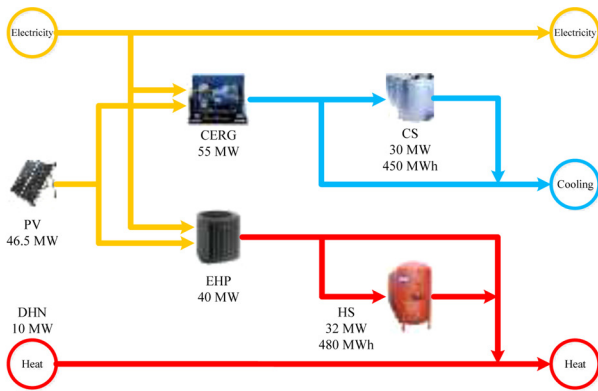 Electricity
Electricity
CERG
55 MW
CS
30 MW
450 MWh
Cooling
PV
46.5 MW
EHP
40 MW
DHN
10 MW
HS
32 MW
480 MWh
Heat
Heat